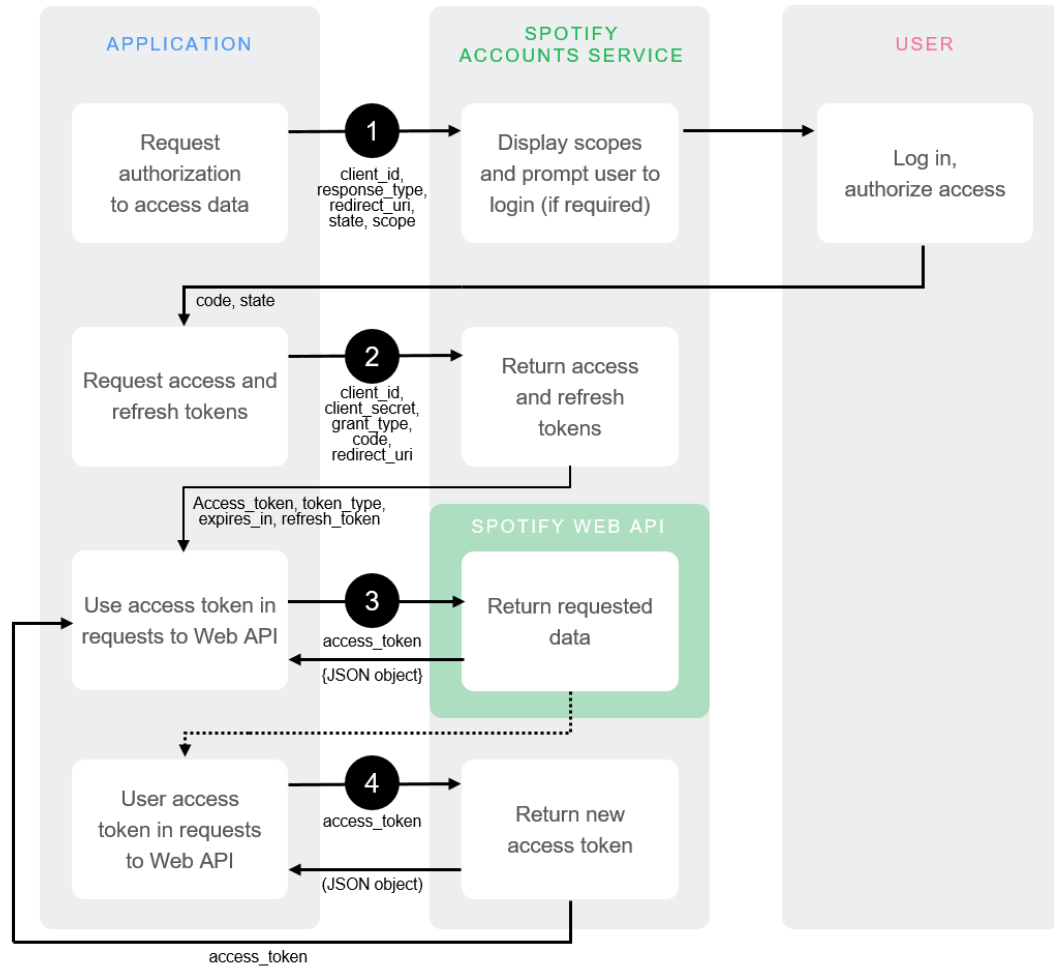 APPLICATION
SPOTIFY
ACCOUNTS SERVICE
USER
Request
authorization
to access data
1
client_id,
response_type,
redirect_uri,
state, scope
Display scopes
and prompt user to
login (if required)
Log in,
authorize access
code, state
Request access and
refresh tokens
2
client_id,
client_secret,
grant_type,
code,
redirect_uri
Return access
and refresh
tokens
Access_token, token_type,
expires_in, refresh_token
SPOTIFY WEB API
Use access token in
requests to Web API
3
access_token
{JSON object}
Return requested
data
User access
token in requests
to Web API
4
access_token
(JSON object)
Return new
access token
access_token